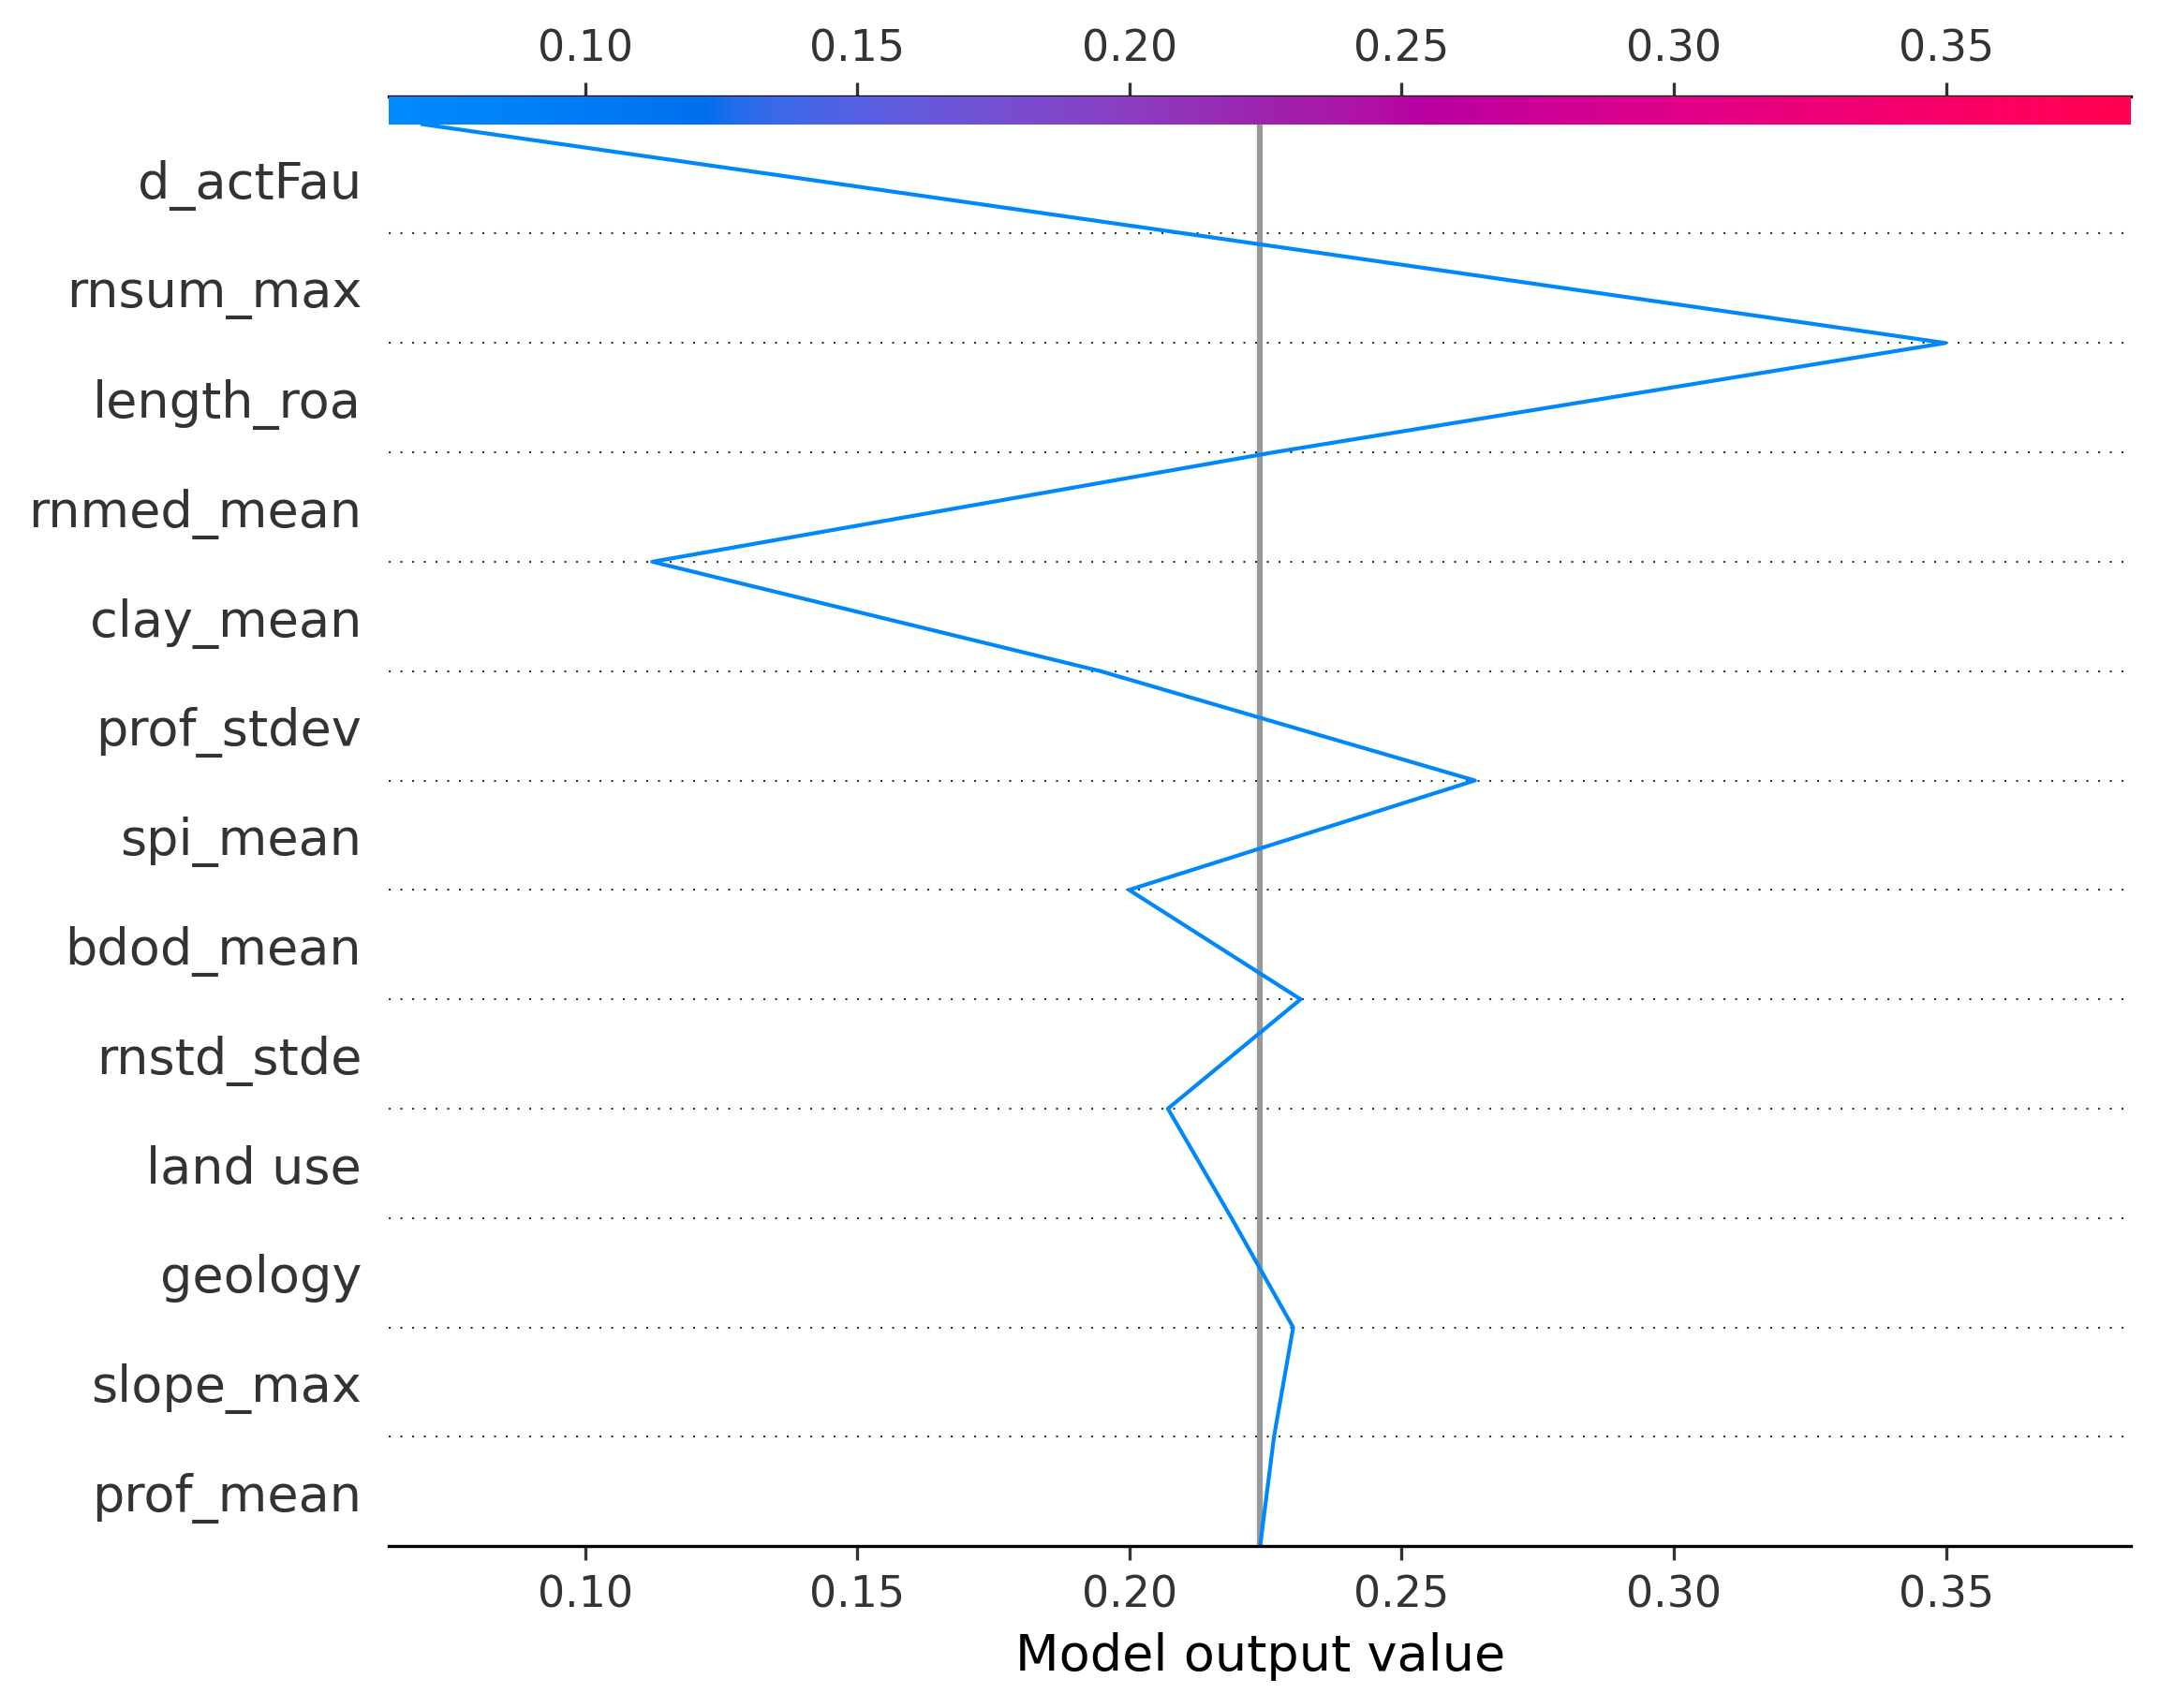 0.10 0.15 0.20 0.25 0.30 0.35
d_actFau
rnsum_max
length_roa
rnmed_mean
clay_mean
prof_stdev
spi_mean
bdod_mean
rnstd_stde
land use
geology
slope_max
prof_mean
0.10 0.15 0.20 0.25 0.30 0.35
Model output value